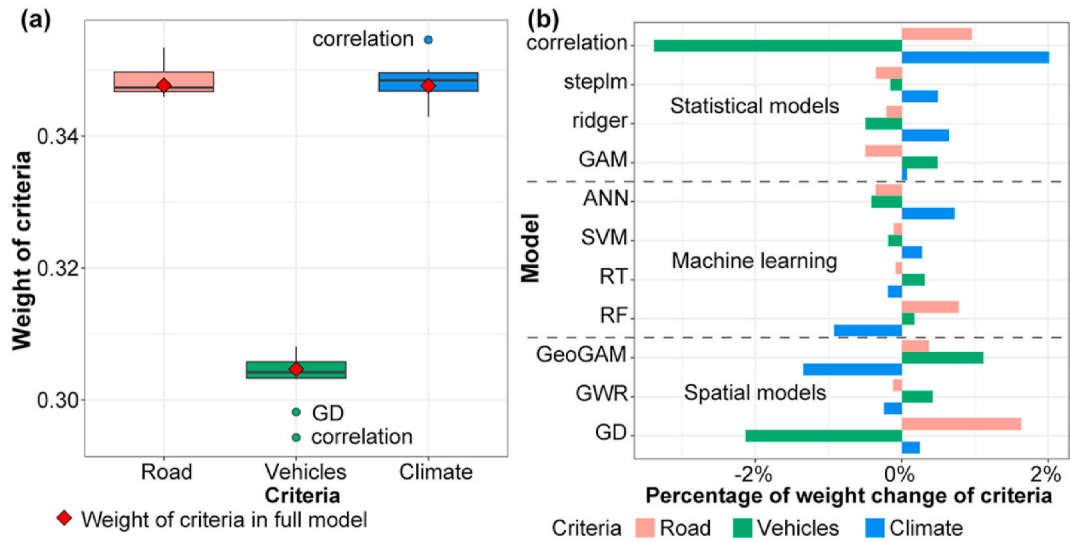 (a)
Weight of criteria
0.34
0.32
0.30
correlation
GD
correlation
Road
Vehicles
Climate
Criteria
Weight of criteria in full model
(b)
Model
correlation
steplm
Statistical models
ridger
GAM
ANN
SVM
Machine learning
RT
RF
GeoGAM
GWR
Spatial models
GD
-2%
0%
2%
Percentage of weight change of criteria
Criteria Road Vehicles Climate